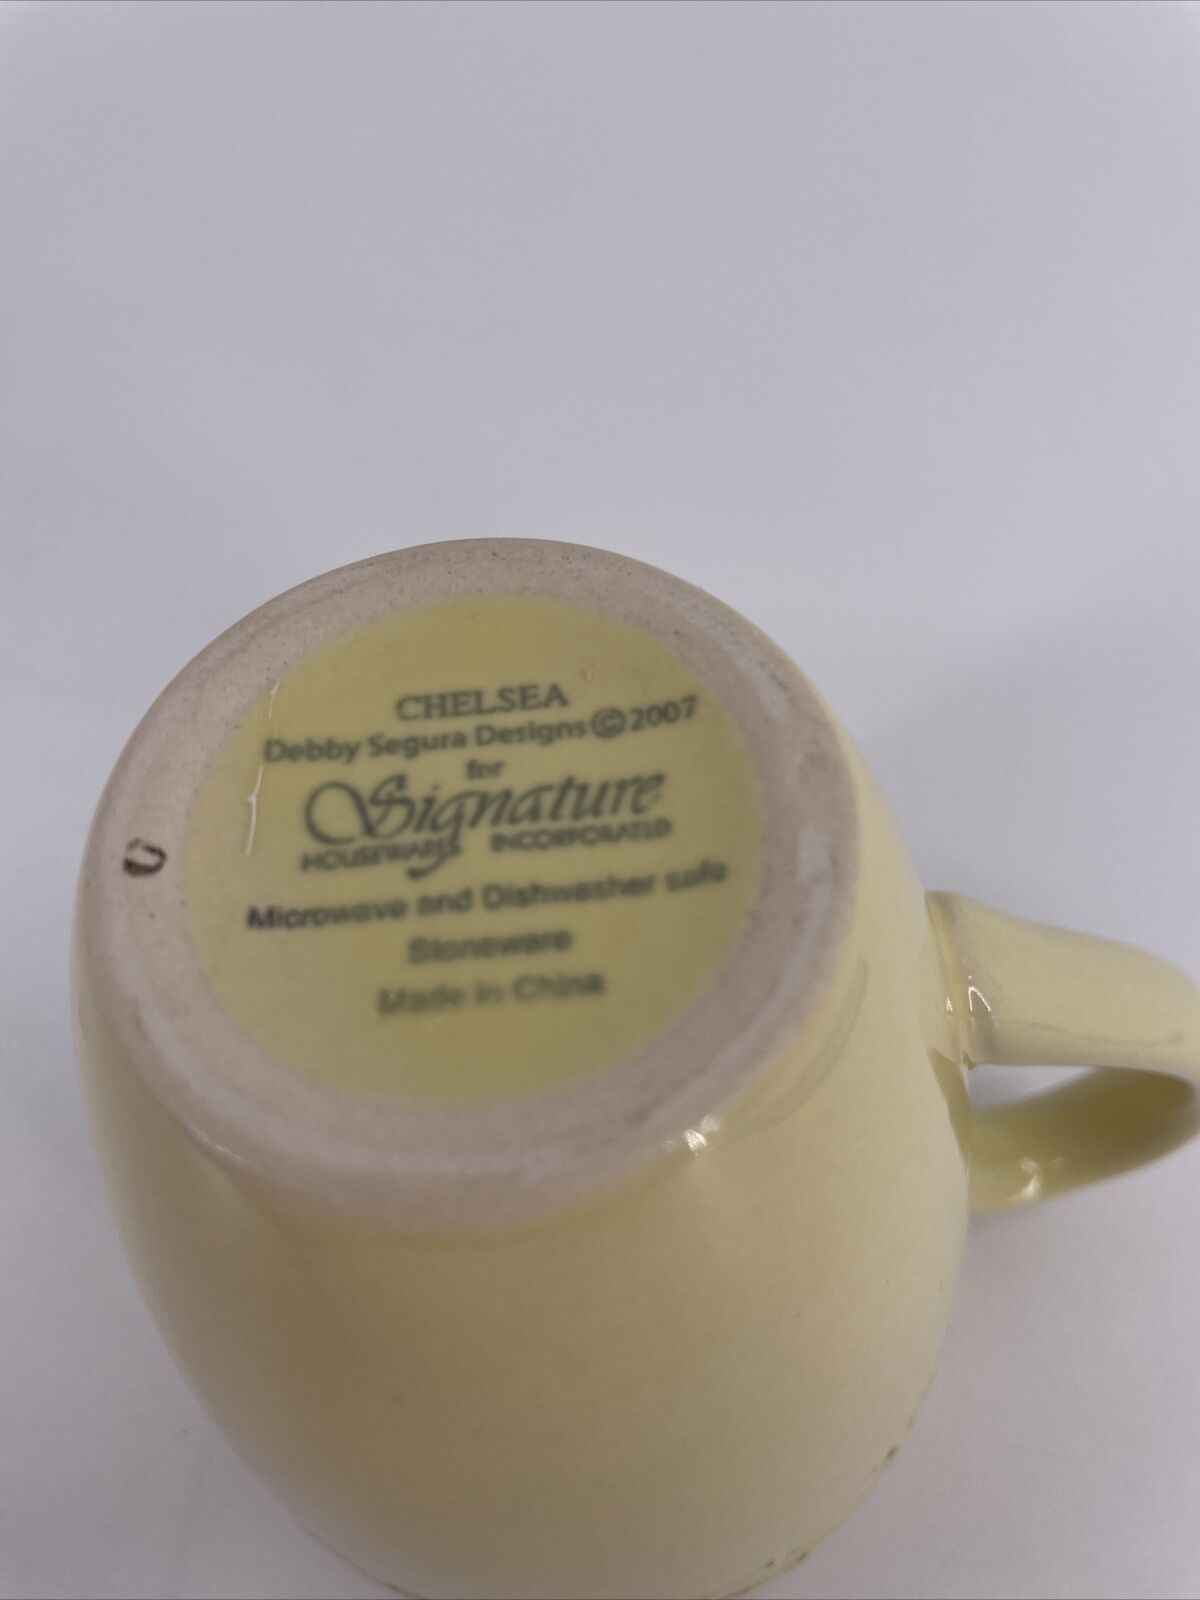 CHELSEA
Debby Segura Designs ©2007
for
Signature
HOUSEWARES INCORPORATED
Microwave and Dishwasher safe
Stoneware
Made in China